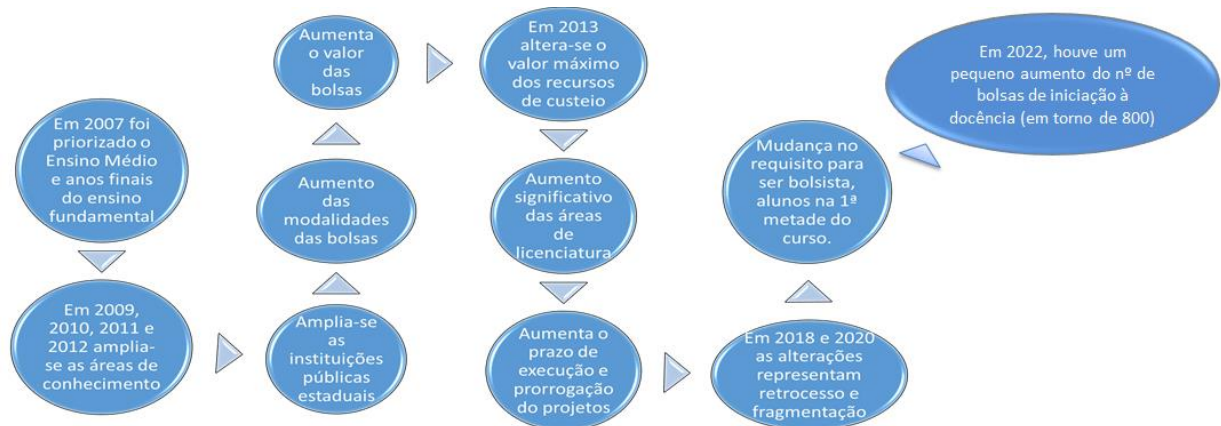 Em 2007 foi
priorizado o
Ensino Médio
e anos finais
do ensino
fundamental
Em 2009,
2010, 2011 e
2012 amplia-
se as áreas de
conhecimento
Amplia-se
as
instituições
públicas
estaduais
Aumento
das
modalidades
das bolsas
Aumenta
o valor
das
bolsas
Em 2013
altera-se o
valor máximo
dos recursos
de custeio
Aumento
significativo
das áreas
de
licenciatura
Aumenta o
prazo de
execução e
prorrogação
do projetos
Em 2018 e 2020
as alterações
representam
retrocesso e
fragmentação
Mudança no
requisito para
ser bolsista,
alunos na 1ª
metade do
curso.
Em 2022, houve um
pequeno aumento do nº de
bolsas de iniciação à
docência (em torno de 800)